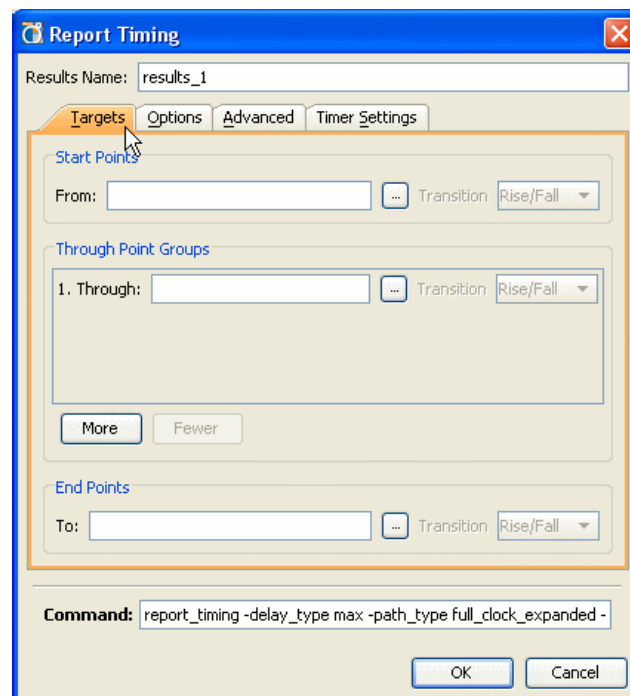 Report Timing
Results Name: results_1
Targets Options Advanced Timer Settings
Start Points
From: ... Transition Rise/Fall
Through Point Groups
1. Through: ... Transition Rise/Fall
More Fewer
End Points
To: ... Transition Rise/Fall
Command: report_timing -delay_type max -path_type full_clock_expanded -
OK Cancel